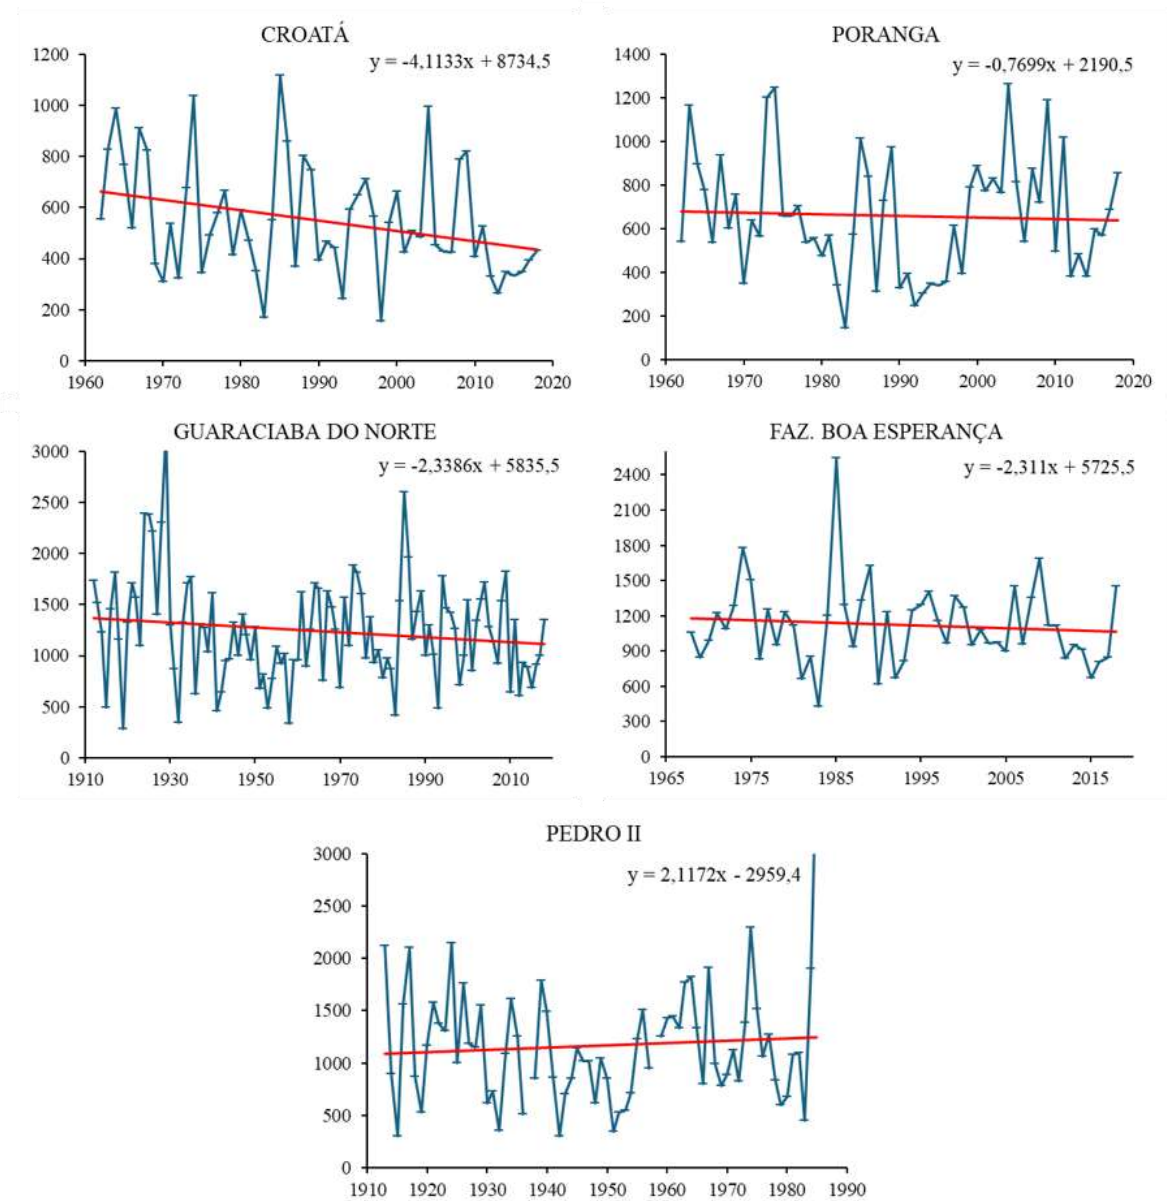 CROATÁ
y = -4,1133x + 8734,5
1200
1000
800
600
400
200
0
1960 1970 1980 1990 2000 2010 2020
PORANGA
y = -0,7699x + 2190,5
1400
1200
1000
800
600
400
200
0
1960 1970 1980 1990 2000 2010 2020
GUARACIABA DO NORTE
y = -2,3386x + 5835,5
3000
2500
2000
1500
1000
500
0
1910 1930 1950 1970 1990 2010
FAZ. BOA ESPERANÇA
y = -2,311x + 5725,5
2400
2100
1800
1500
1200
900
600
300
0
1965 1975 1985 1995 2005 2015
PEDRO II
y = 2,1172x - 2959,4
3000
2500
2000
1500
1000
500
0
1910 1920 1930 1940 1950 1960 1970 1980 1990